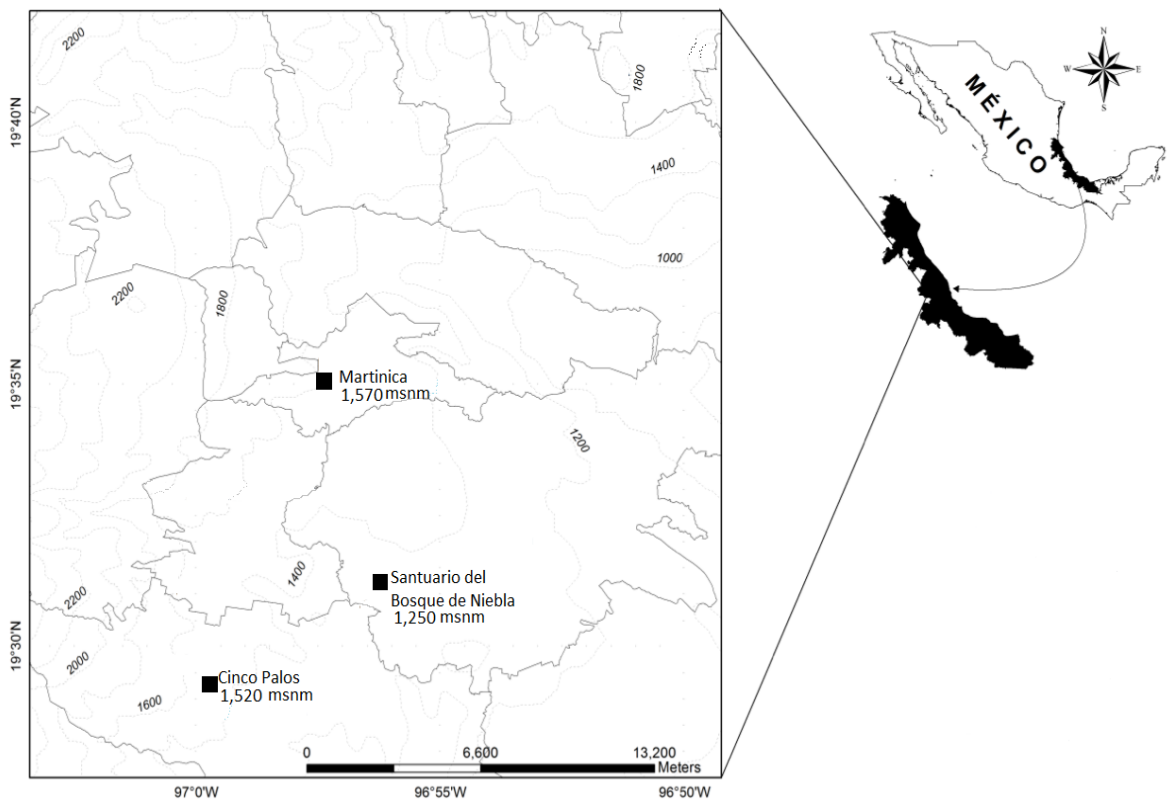 2200
1800
N
W
E
S
MÉXICO
19°40'N
1400
1000
2200
1800
19°35'N
Martinica
1,570 msnm
1200
1400
Santuario del
Bosque de Niebla
1,250 msnm
2200
19°30'N
2000
Cinco Palos
1,520 msnm
1600
0 6,600 13,200
Meters
97°0'W 96°55'W 96°50'W